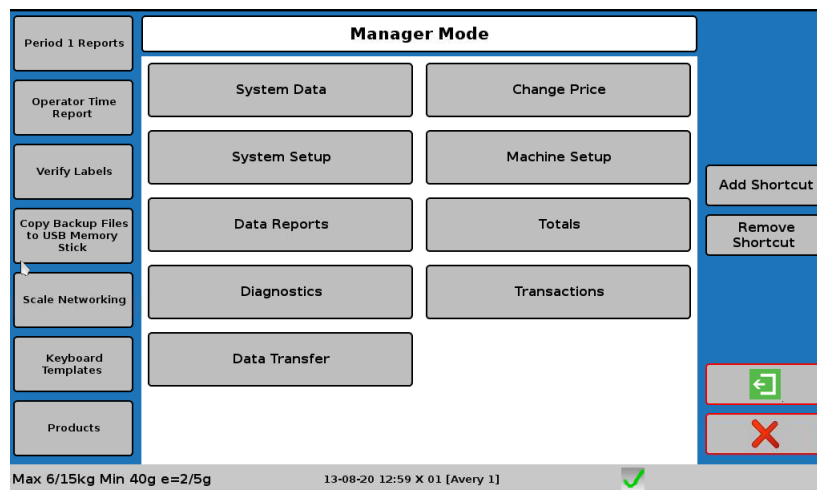 Manager Mode
Period 1 Reports
Operator Time
Report
Verify Labels
Copy Backup Files
to USB Memory
Stick
Scale Networking
Keyboard
Templates
Products
System Data
Change Price
System Setup
Machine Setup
Data Reports
Totals
Diagnostics
Transactions
Data Transfer
Add Shortcut
Remove
Shortcut
Max 6/15kg Min 40g e=2/5g
13-08-20 12:59 X 01 [Avery 1]